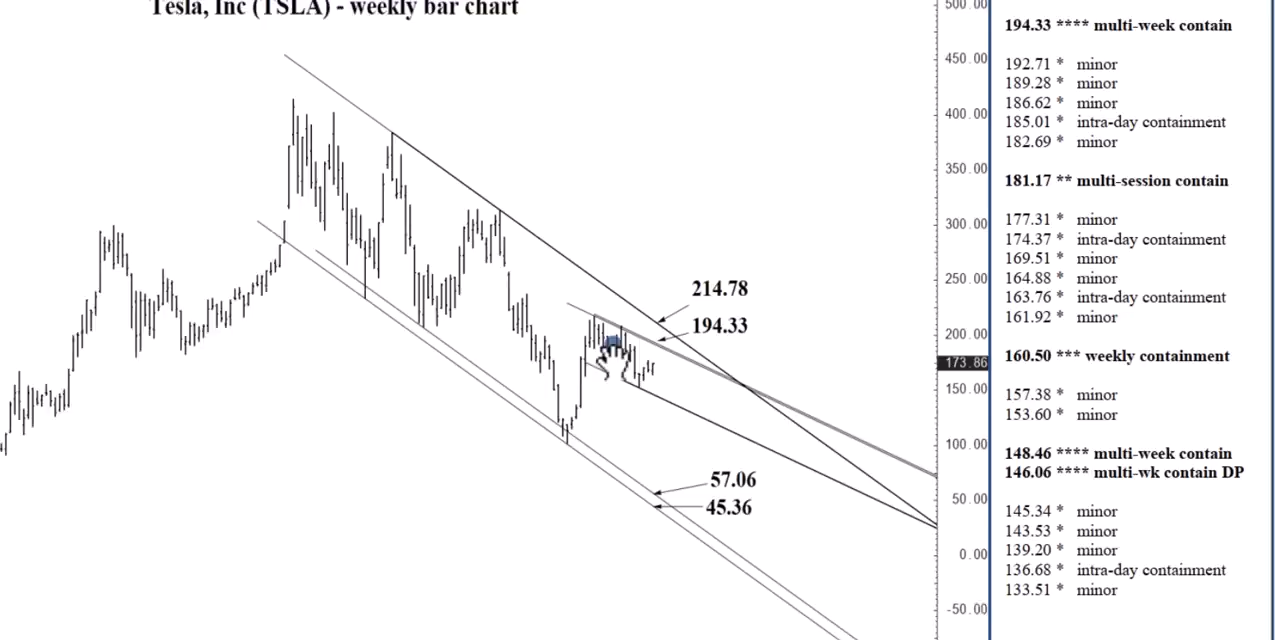 Tesla, Inc (TSLA) - weekly bar chart
500.00
450.00
400.00
350.00
300.00
250.00
200.00
173.86
150.00
100.00
50.00
0.00
-50.00
214.78
194.33
57.06
45.36
194.33 **** multi-week contain
192.71 * minor
189.28 * minor
186.62 * minor
185.01 * intra-day containment
182.69 * minor
181.17 ** multi-session contain
177.31 * minor
174.37 * intra-day containment
169.51 * minor
164.88 * minor
163.76 * intra-day containment
161.92 * minor
160.50 *** weekly containment
157.38 * minor
153.60 * minor
148.46 **** multi-week contain
146.06 **** multi-wk contain DP
145.34 * minor
143.53 * minor
139.20 * minor
136.68 * intra-day containment
133.51 * minor